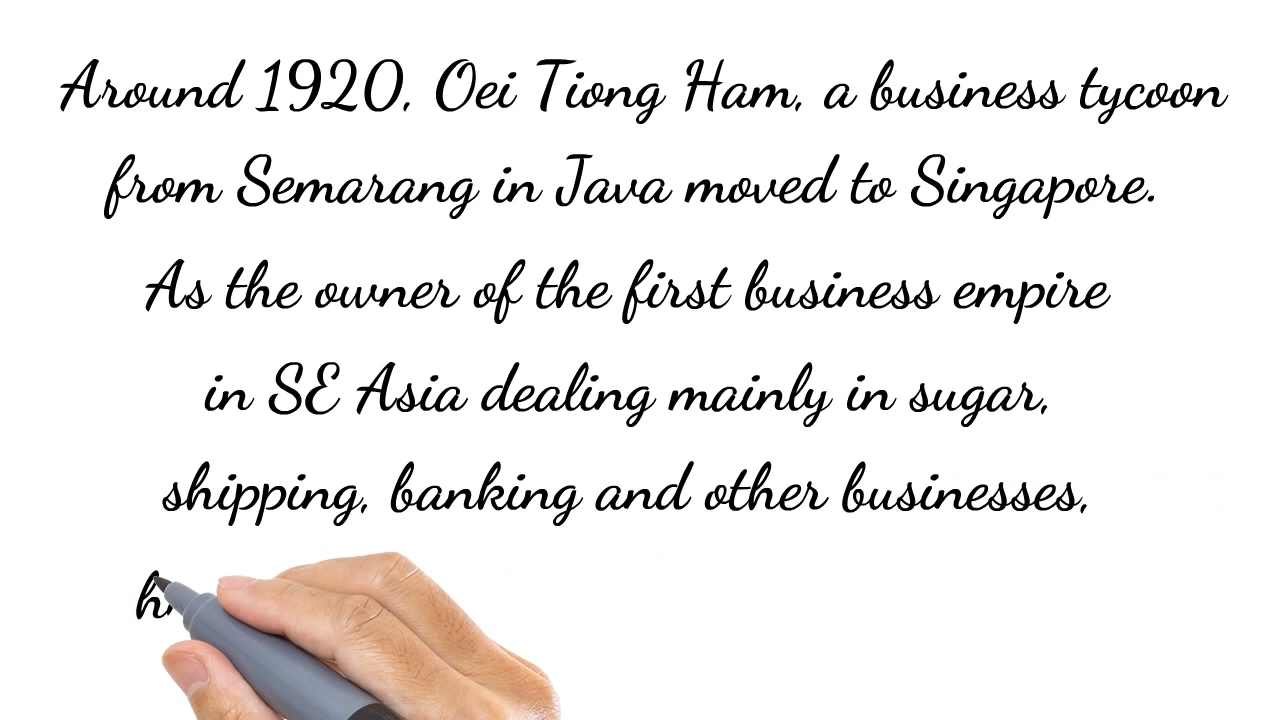 Around 1920, Oei Tiong Ham, a business tycoon
from Semarang in Java moved to Singapore.
As the owner of the first business empire
in SE Asia dealing mainly in sugar,
shipping, banking and other businesses,